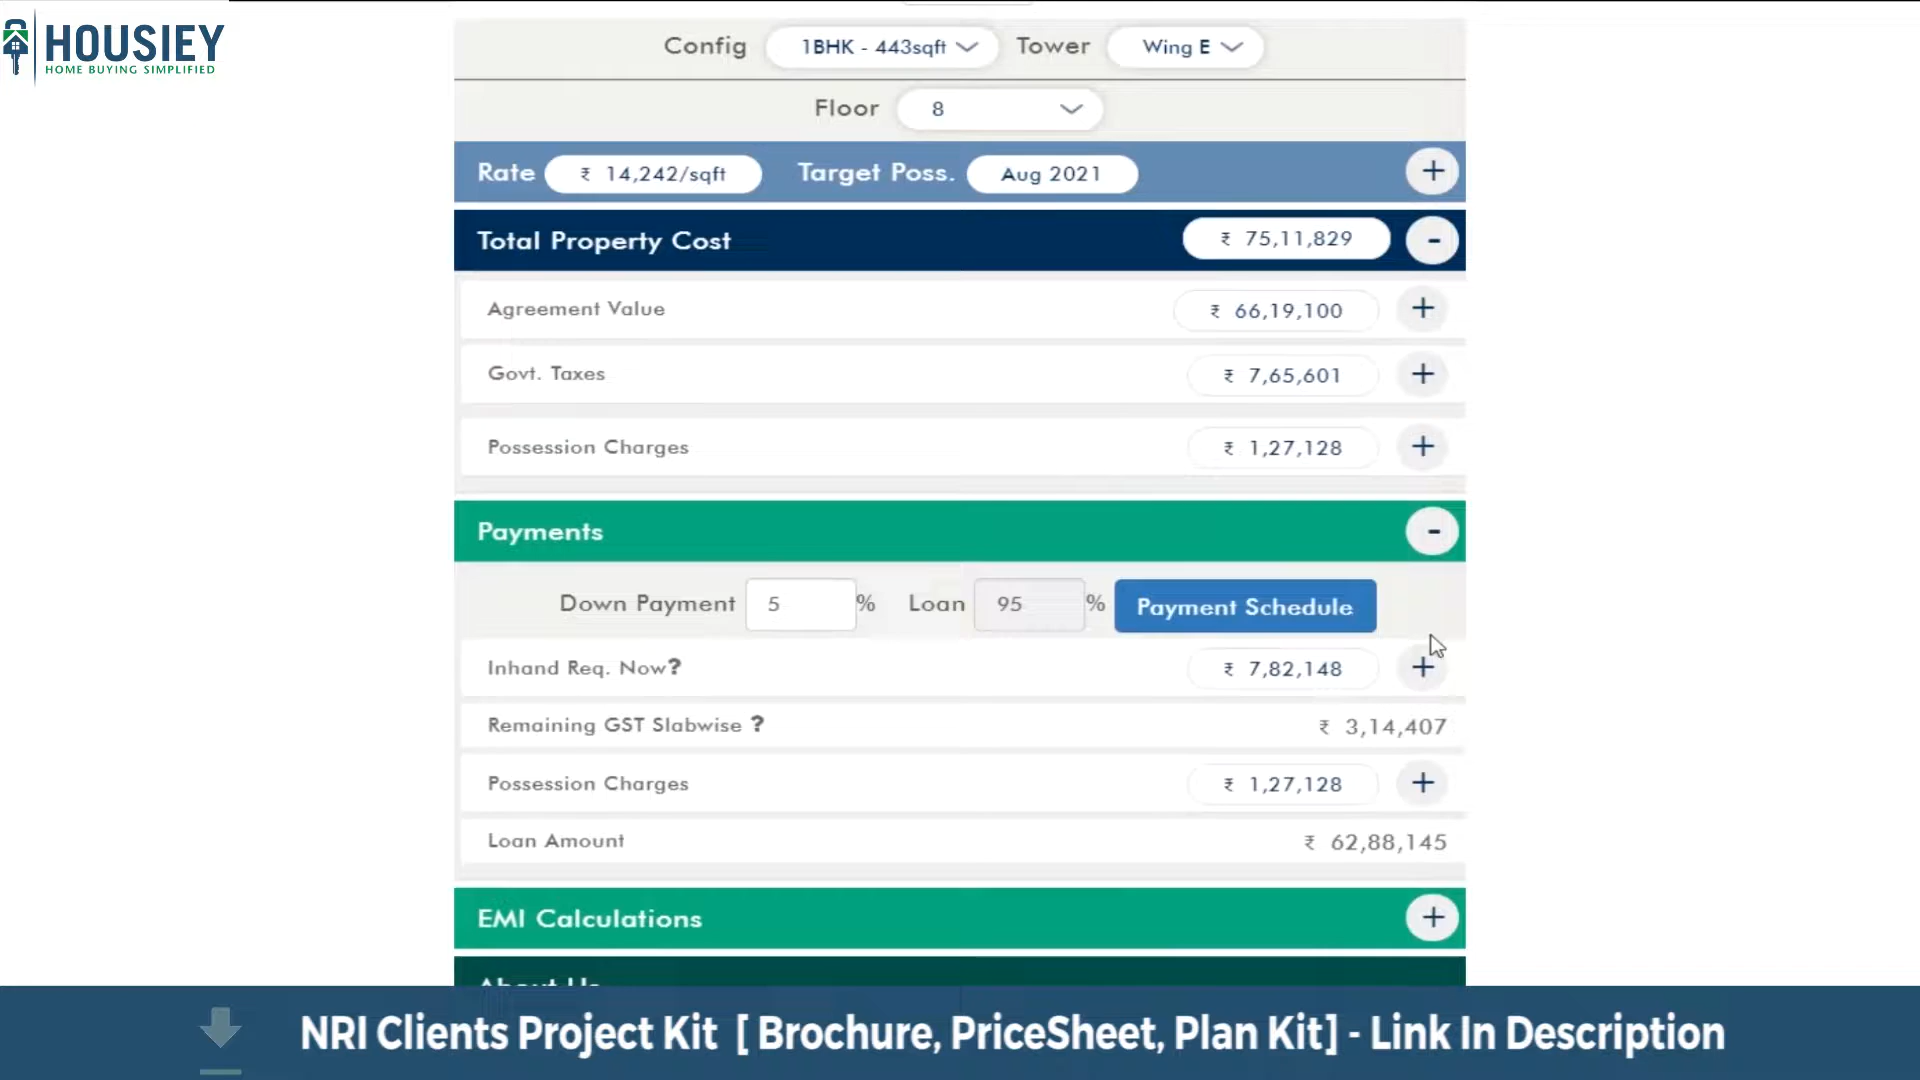 HOUSIEY
HOME BUYING SIMPLIFIED
Config 1BHK - 443sqft Tower Wing E
Floor 8
Rate ₹ 14,242/sqft Target Poss. Aug 2021 +
Total Property Cost ₹ 75,11,829 -
Agreement Value ₹ 66,19,100 +
Govt. Taxes ₹ 7,65,601 +
Possession Charges ₹ 1,27,128 +
Payments -
Down Payment 5 % Loan 95 % Payment Schedule
Inhand Req. Now? ₹ 7,82,148 +
Remaining GST Slabwise ? ₹ 3,14,407
Possession Charges ₹ 1,27,128 +
Loan Amount ₹ 62,88,145
EMI Calculations +
About Us
NRI Clients Project Kit [ Brochure, PriceSheet, Plan Kit] - Link In Description